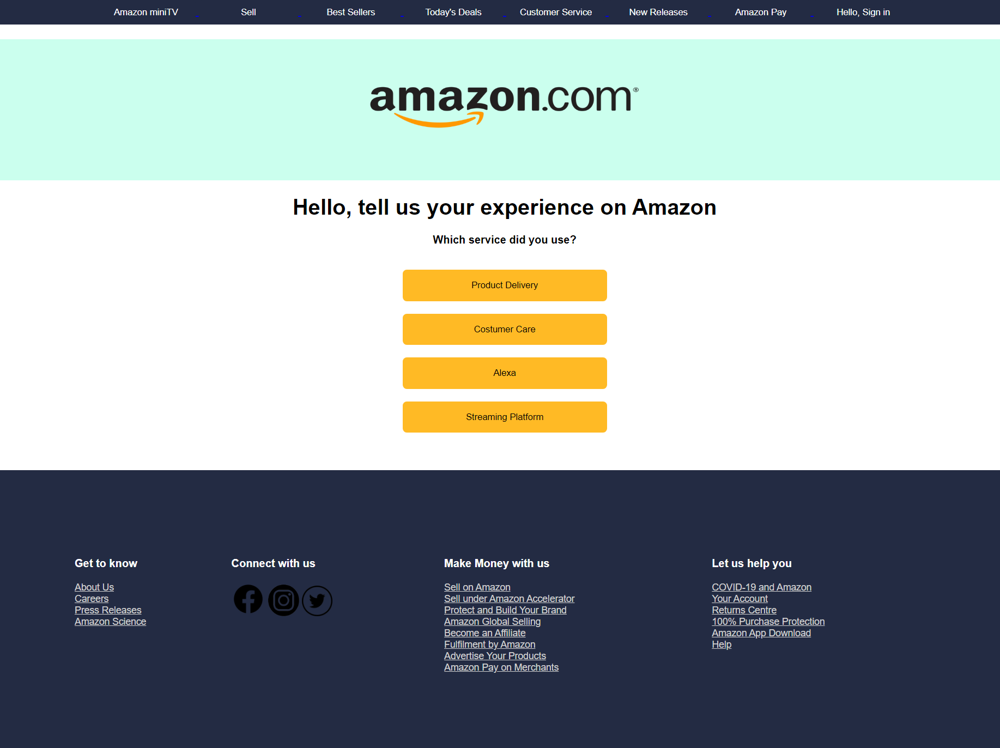 Amazon miniTV Sell Best Sellers Today's Deals Customer Service New Releases Amazon Pay Hello, Sign in
amazon.com®
Hello, tell us your experience on Amazon
Which service did you use?
Product Delivery
Costumer Care
Alexa
Streaming Platform
Get to know
About Us
Careers
Press Releases
Amazon Science
Connect with us
Make Money with us
Sell on Amazon
Sell under Amazon Accelerator
Protect and Build Your Brand
Amazon Global Selling
Become an Affiliate
Fulfilment by Amazon
Advertise Your Products
Amazon Pay on Merchants
Let us help you
COVID-19 and Amazon
Your Account
Returns Centre
100% Purchase Protection
Amazon App Download
Help